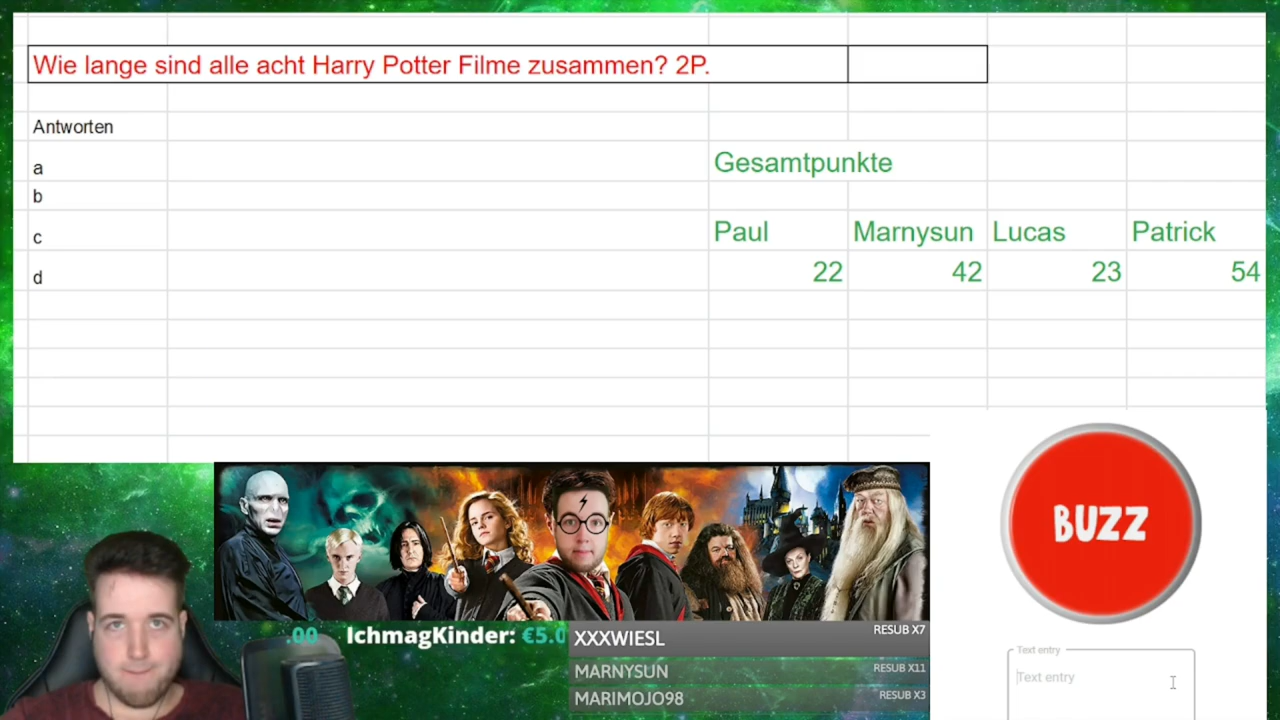 Wie lange sind alle acht Harry Potter Filme zusammen? 2P.
Antworten
a
Gesamtpunkte
b
c
Paul Marnysun Lucas Patrick
d
22 42 23 54
BUZZ
.00 IchmagKinder: €5.0
XXXWIESL RESUB X7
MARNYSUN RESUB X11
MARIMOJO98 RESUB X3
Text entry
Text entry